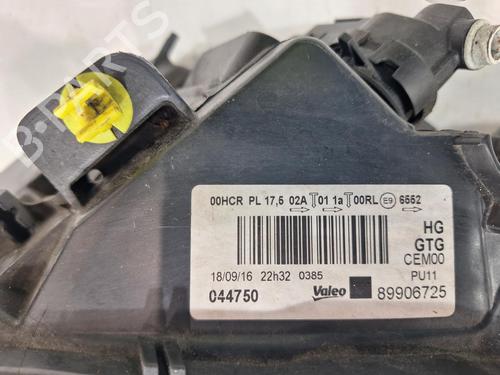 B-PARTS
00HCR PL 17,5 02A 01 1a 00RL E9 6552
HG
GTG
CEM00
18/09/16 22h32 0385
PU11
044750
Valeo
89906725